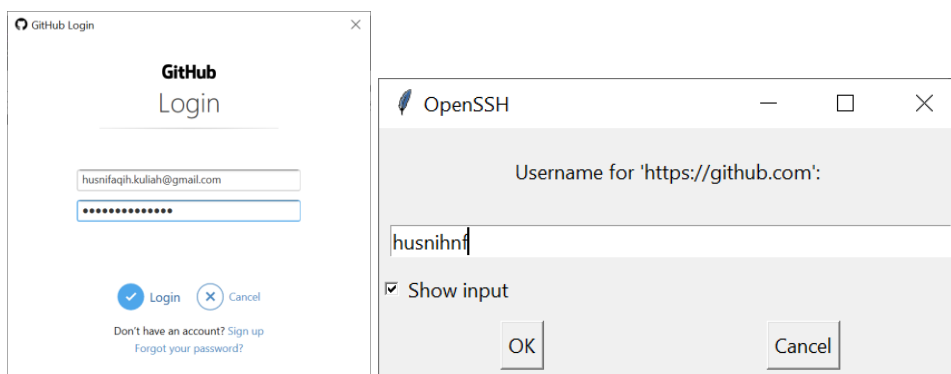 GitHub Login
GitHub
Login
husnifaqih.kuliah@gmail.com
Login
Cancel
Don't have an account? Sign up
Forgot your password?
OpenSSH
Username for 'https://github.com':
husnihnf
Show input
OK
Cancel